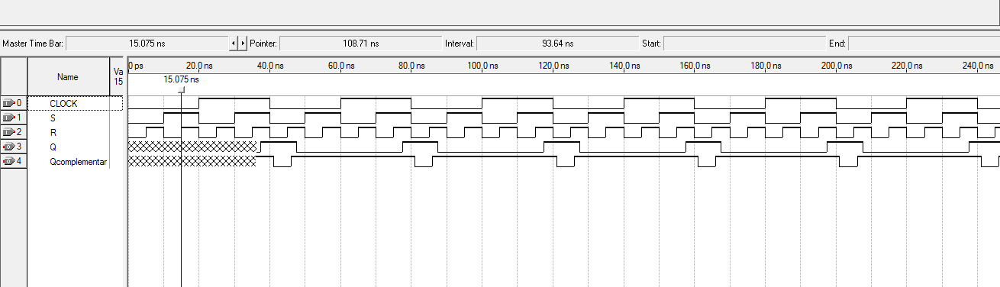 Master Time Bar: 15.075 ns Pointer: 108.71 ns Interval: 93.64 ns Start: End:
Name Va 15 0 ps 20.0 ns 40.0 ns 60.0 ns 80.0 ns 100.0 ns 120.0 ns 140.0 ns 160.0 ns 180.0 ns 200.0 ns 220.0 ns 240.0 ns
15.075 ns
0 CLOCK
1 S
2 R
3 Q
4 Qcomplementar